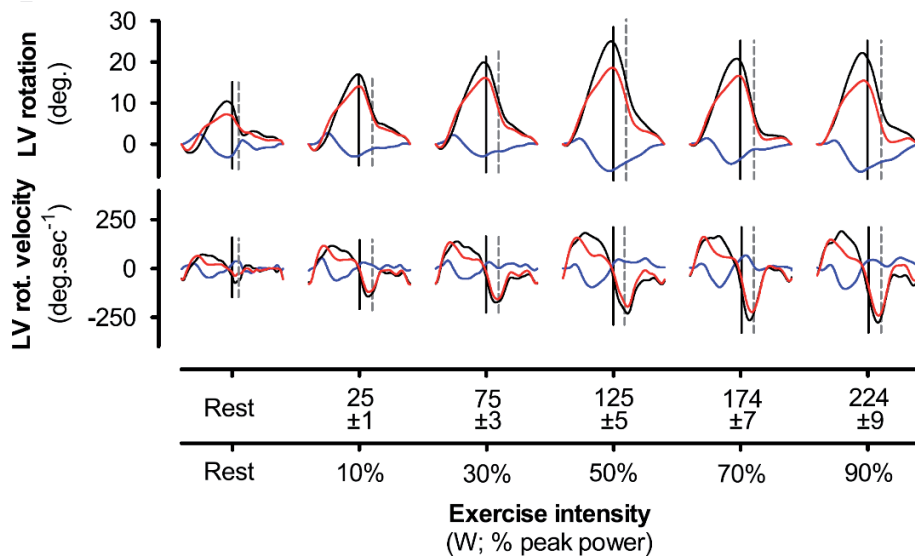 LV rotation
(deg.)
30
20
10
0
LV rot. velocity
(deg.sec⁻¹)
250
0
-250
Rest 25 75 125 174 224
±1 ±3 ±5 ±7 ±9
Rest 10% 30% 50% 70% 90%
Exercise intensity
(W; % peak power)